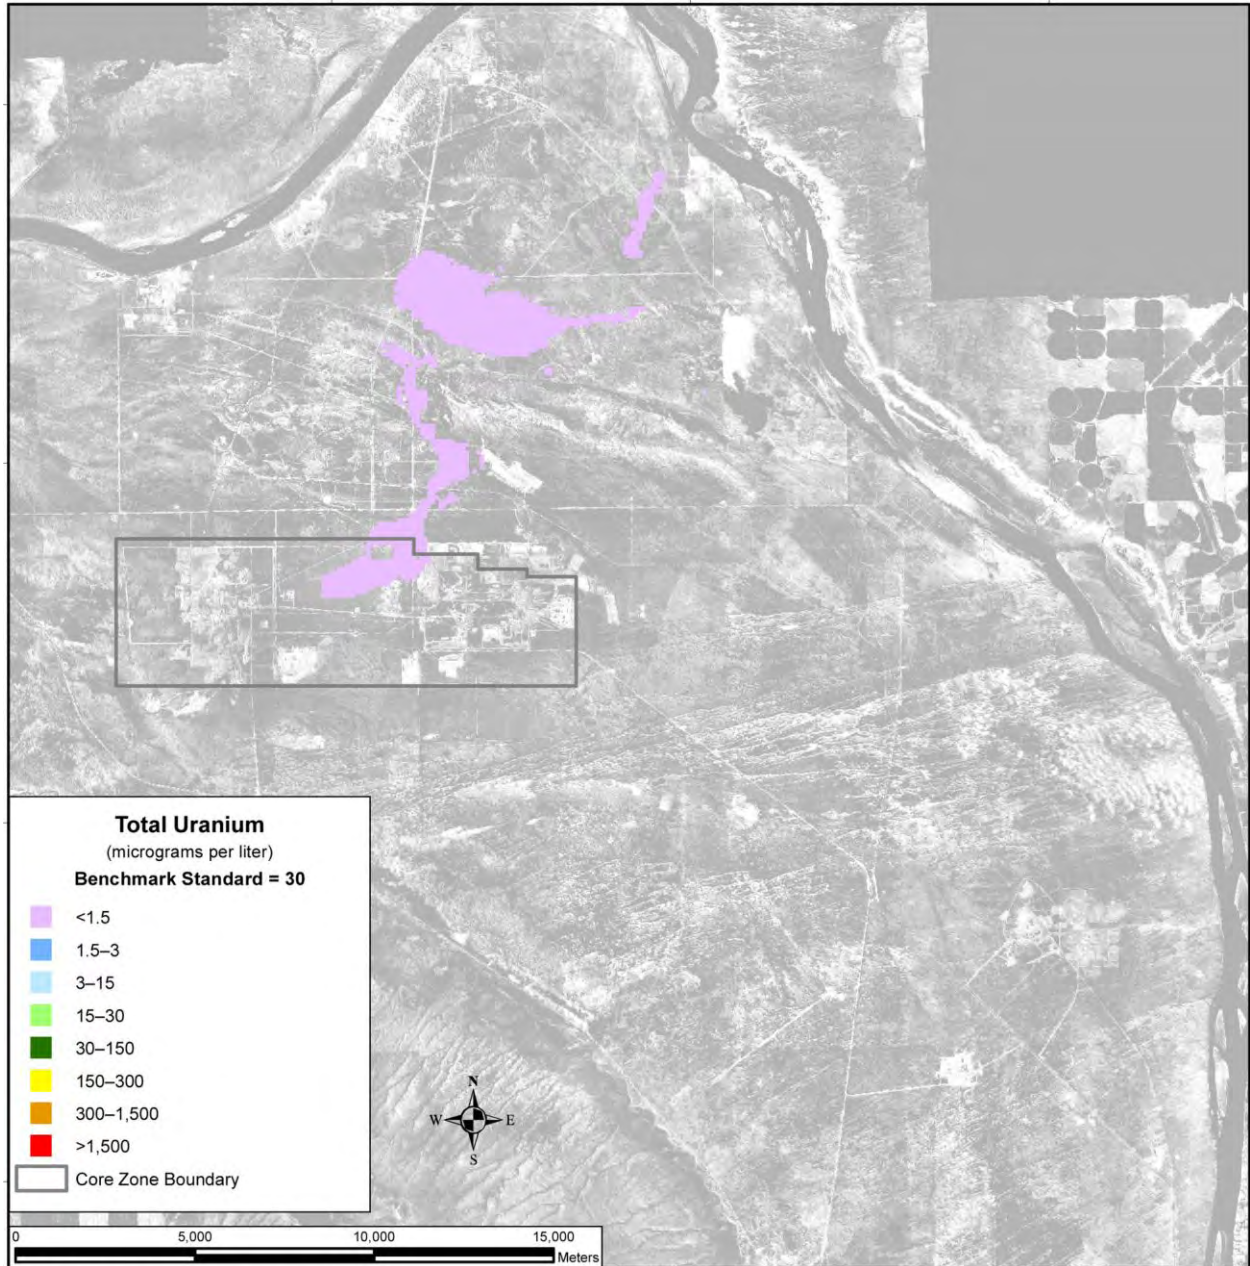 Total Uranium
(micrograms per liter)
Benchmark Standard = 30
<1.5
1.5–3
3–15
15–30
30–150
150–300
300–1,500
>1,500
Core Zone Boundary
N
W E
S
0 5,000 10,000 15,000
Meters